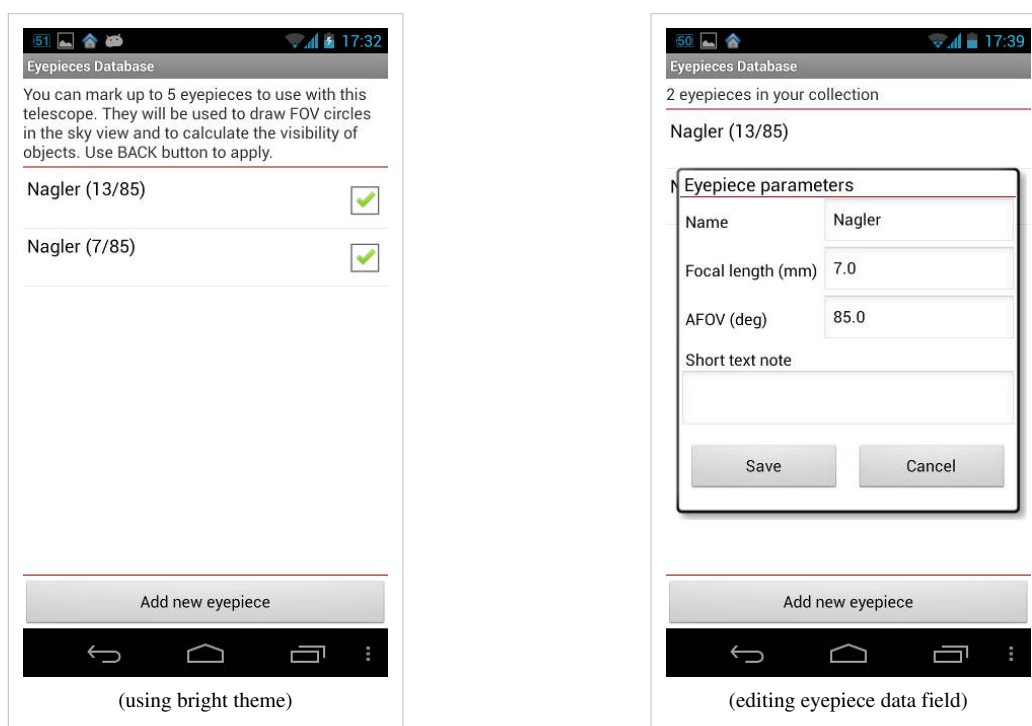 51
17:32
Eyepieces Database
You can mark up to 5 eyepieces to use with this
telescope. They will be used to draw FOV circles
in the sky view and to calculate the visibility of
objects. Use BACK button to apply.
Nagler (13/85)
Nagler (7/85)
Add new eyepiece
(using bright theme)
50
17:39
Eyepieces Database
2 eyepieces in your collection
Nagler (13/85)
N
Eyepiece parameters
Name
Nagler
Focal length (mm)
7.0
AFOV (deg)
85.0
Short text note
Save
Cancel
Add new eyepiece
(editing eyepiece data field)